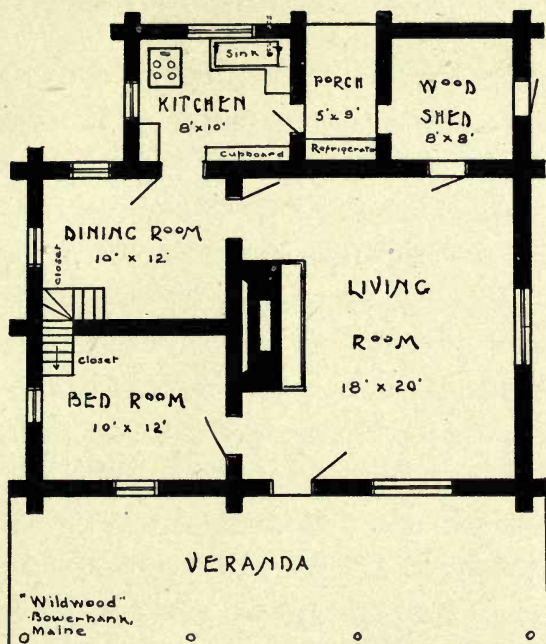 Sink
KITCHEN
8' x 10'
PORCH
5' x 9'
WOOD
SHED
8' x 8'
Cupboard
Refrigerator
DINING ROOM
10' x 12'
closet
LIVING
ROOM
18' x 20'
closet
BED ROOM
10' x 12'
VERANDA
"Wildwood"
Bowerbank,
Maine